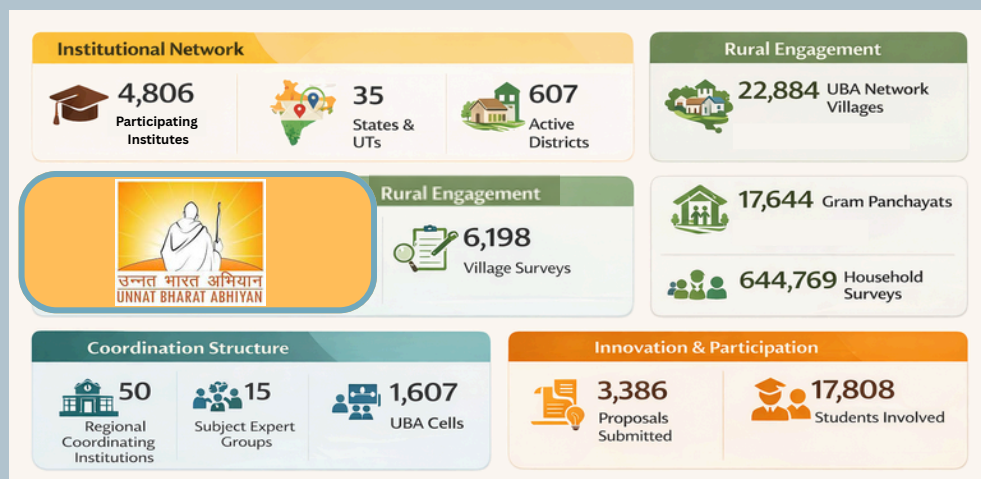 Institutional Network
4,806
Participating
Institutes
35
States &
UTs
607
Active
Districts
Rural Engagement
22,884 UBA Network
Villages
उन्नत भारत अभियान
UNNAT BHARAT ABHIYAN
Rural Engagement
6,198
Village Surveys
17,644 Gram Panchayats
644,769 Household
Surveys
Coordination Structure
50
Regional
Coordinating
Institutions
15
Subject Expert
Groups
1,607
UBA Cells
Innovation & Participation
3,386
Proposals
Submitted
17,808
Students Involved